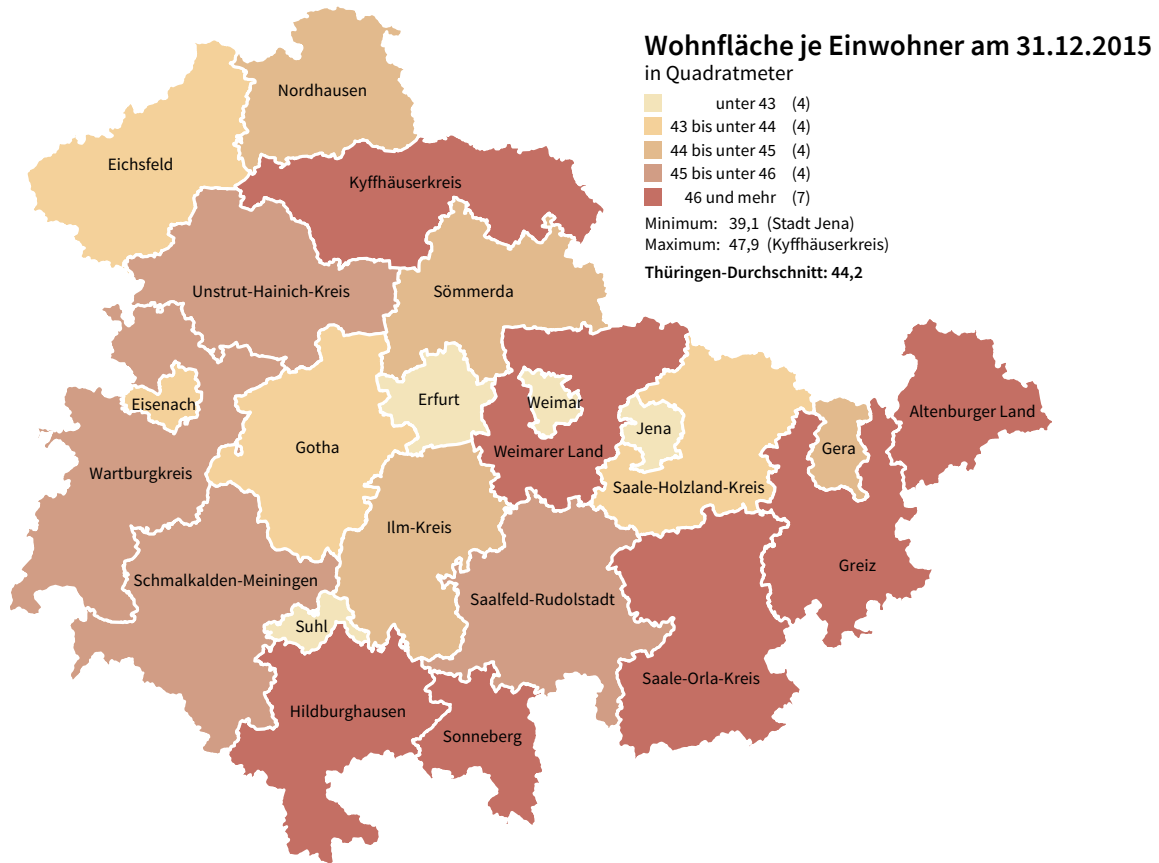 Wohnfläche je Einwohner am 31.12.2015
in Quadratmeter
unter 43 (4)
43 bis unter 44 (4)
44 bis unter 45 (4)
45 bis unter 46 (4)
46 und mehr (7)
Minimum: 39,1 (Stadt Jena)
Maximum: 47,9 (Kyffhäuserkreis)
Thüringen-Durchschnitt: 44,2
Nordhausen
Eichsfeld
Kyffhäuserkreis
Unstrut-Hainich-Kreis
Sömmerda
Eisenach
Erfurt
Weimar
Jena
Altenburger Land
Gotha
Weimarer Land
Gera
Wartburgkreis
Saale-Holzland-Kreis
Ilm-Kreis
Greiz
Schmalkalden-Meiningen
Saalfeld-Rudolstadt
Suhl
Saale-Orla-Kreis
Hildburghausen
Sonneberg